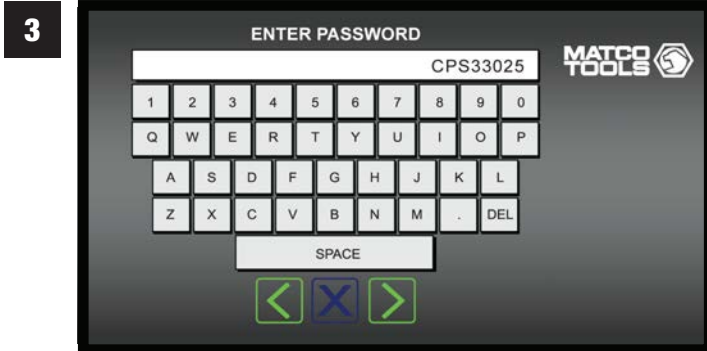 3
ENTER PASSWORD
MATCO
TOOLS
CPS33025
1 2 3 4 5 6 7 8 9 0
Q W E R T Y U I O P
A S D F G H J K L
Z X C V B N M . DEL
SPACE
< X >